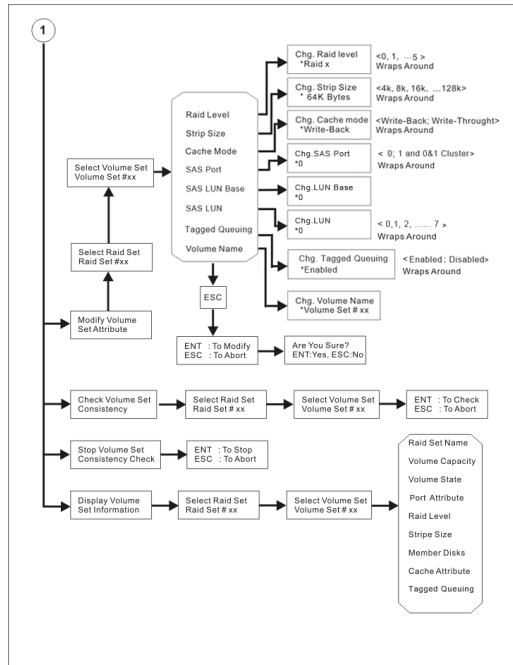 1
Chg. Raid level
*Raid x
<0, 1, ...5 >
Wraps Around
Chg. Strip Size
* 64K Bytes
<4k, 8k, 16k, ...128k>
Wraps Around
Chg. Cache mode
*Write-Back
<Write-Back; Write-Throught>
Wraps Around
Chg.SAS Port
*0
< 0; 1 and 0&1 Cluster>
Wraps Around
Chg.LUN Base
*0
Chg.LUN
*0
< 0,1, 2, ...... 7 >
Wraps Around
Chg. Tagged Queuing
*Enabled
<Enabled; Disabled>
Wraps Around
Chg. Volume Name
*Volume Set # xx
Raid Level
Strip Size
Cache Mode
SAS Port
SAS LUN Base
SAS LUN
Tagged Queuing
Volume Name
Select Volume Set
Volume Set #xx
Select Raid Set
Raid Set #xx
Modify Volume
Set Attribute
ESC
ENT : To Modify
ESC : To Abort
Are You Sure?
ENT:Yes, ESC:No
Check Volume Set
Consistency
Select Raid Set
Raid Set # xx
Select Volume Set
Volume Set # xx
ENT : To Check
ESC : To Abort
Stop Volume Set
Consistency Check
ENT : To Stop
ESC : To Abort
Display Volume
Set Information
Select Raid Set
Raid Set # xx
Select Volume Set
Volume Set # xx
Raid Set Name
Volume Capacity
Volume State
Port Attribute
Raid Level
Stripe Size
Member Disks
Cache Attribute
Tagged Queuing